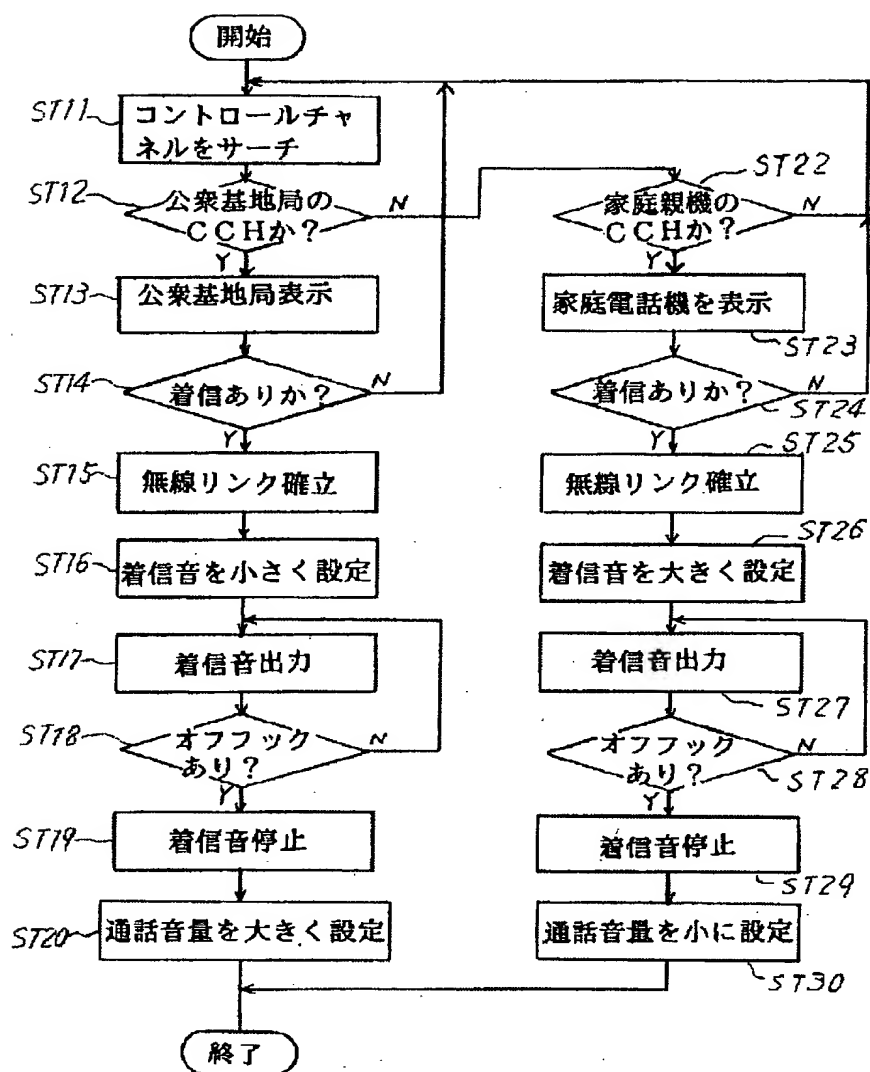 開始
ST11
コントロールチャ
ネルをサーチ
ST12
公衆基地局の
CCHか?
N
Y
ST13
公衆基地局表示
ST14
着信ありか?
N
Y
ST15
無線リンク確立
ST16
着信音を小さく設定
ST17
着信音出力
ST18
オフフック
あり?
N
Y
ST19
着信音停止
ST20
通話音量を大きく設定
終了
ST22
家庭親機の
CCHか?
N
Y
家庭電話機を表示
ST23
着信ありか?
N
ST24
Y
ST25
無線リンク確立
ST26
着信音を大きく設定
着信音出力
ST27
オフフック
あり?
N
ST28
Y
着信音停止
ST29
通話音量を小に設定
ST30